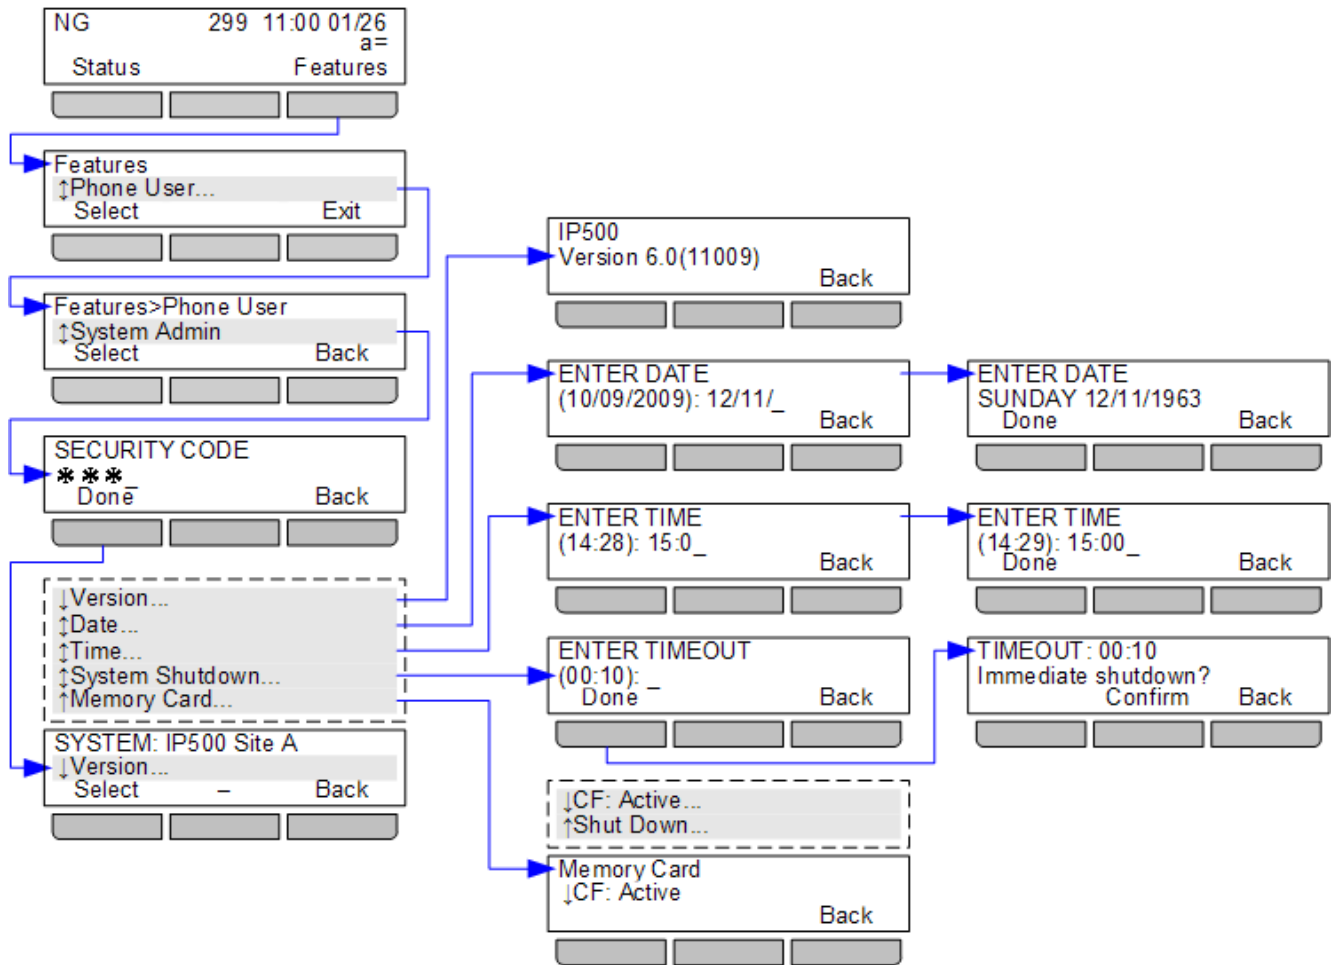 NG 299 11:00 01/26
a=
Status Features
Features
↕Phone User...
Select Exit
Features>Phone User
↕System Admin
Select Back
SECURITY CODE
***_
Done Back
↓Version...
↕Date...
↕Time...
↕System Shutdown...
↑Memory Card...
SYSTEM: IP500 Site A
↓Version...
Select – Back
IP500
Version 6.0(11009)
Back
ENTER DATE
(10/09/2009): 12/11/_
Back
ENTER DATE
SUNDAY 12/11/1963
Done Back
ENTER TIME
(14:28): 15:0_
Back
ENTER TIME
(14:29): 15:00_
Done Back
ENTER TIMEOUT
(00:10): _
Done Back
TIMEOUT: 00:10
Immediate shutdown?
Confirm Back
↓CF: Active...
↑Shut Down...
Memory Card
↓CF: Active
Back